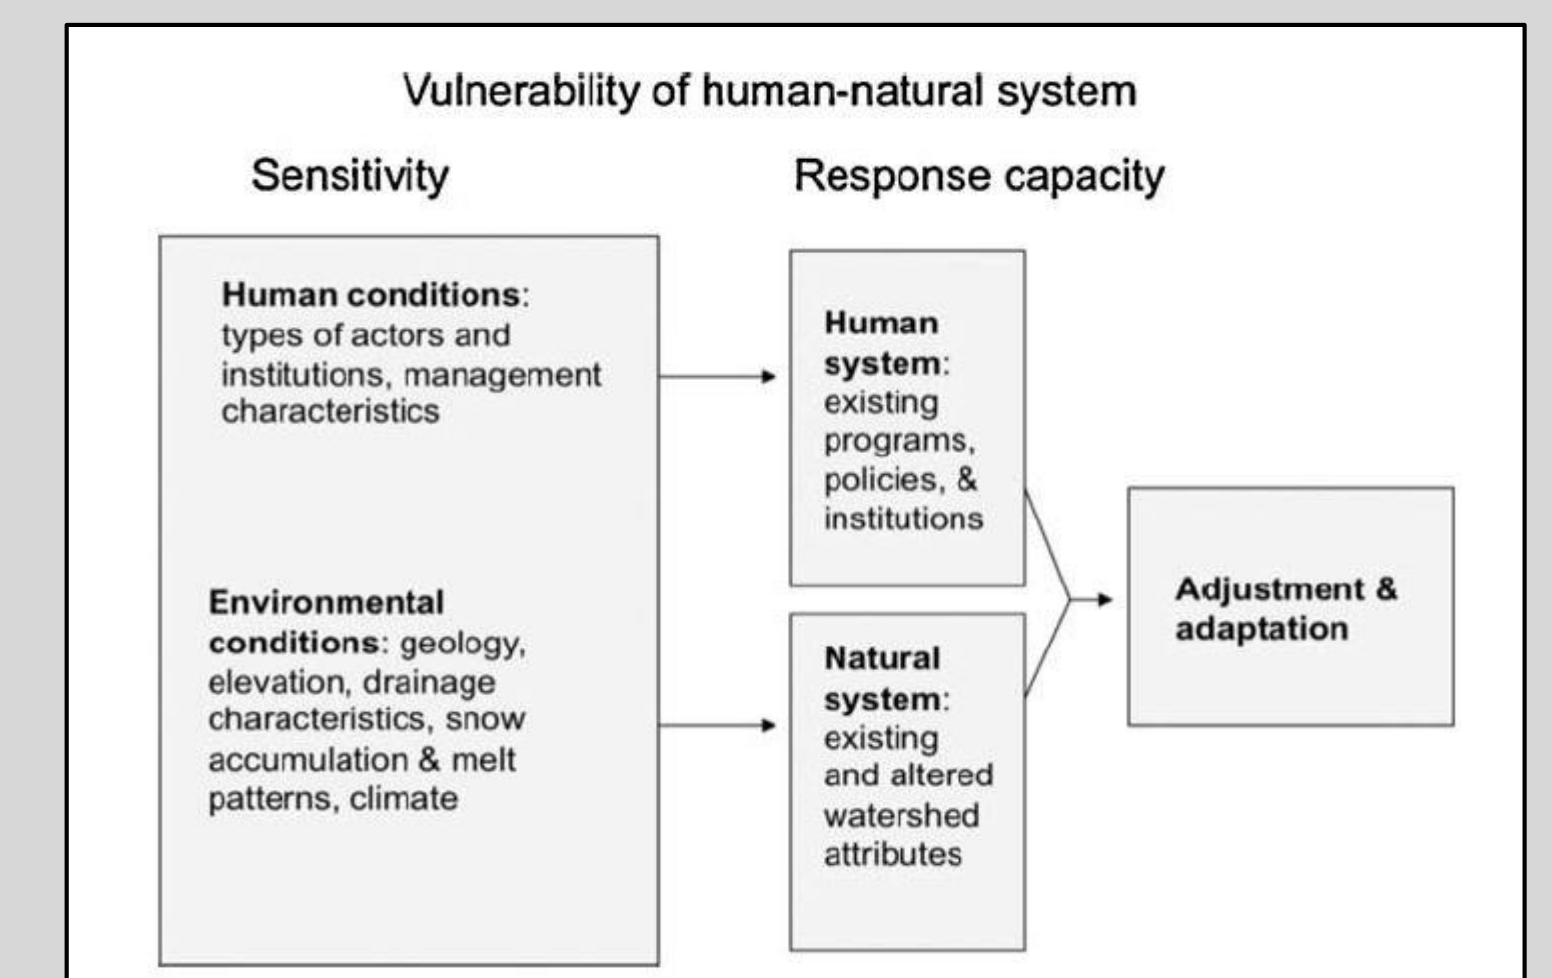 Vulnerability of human-natural system
Sensitivity
Response capacity
Human conditions:
types of actors and
institutions, management
characteristics
Environmental
conditions: geology,
elevation, drainage
characteristics, snow
accumulation & melt
patterns, climate
Human
system:
existing
programs,
policies, &
institutions
Natural
system:
existing
and altered
watershed
attributes
Adjustment &
adaptation